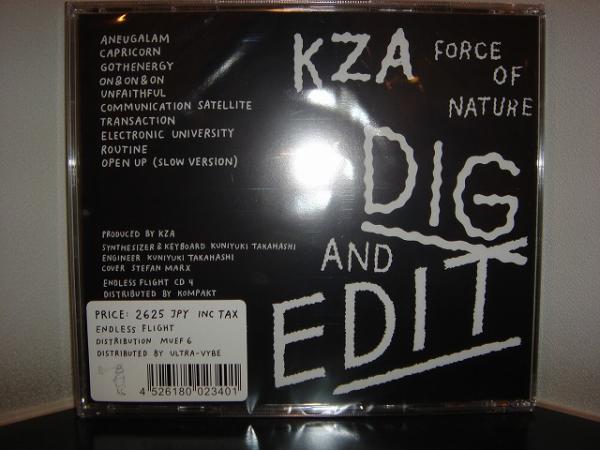 ANEUGALAM
CAPRICORN
GOTHENERGY
ON&ON&ON
UNFAITHFUL
COMMUNICATION SATELLITE
TRANSACTION
ELECTRONIC UNIVERSITY
ROUTINE
OPEN UP (SLOW VERSION)
KZA
FORCE
OF
NATURE
DIG
AND
EDIT
PRODUCED BY KZA
SYNTHESIZER & KEYBOARD KUNIYUKI TAKAHASHI
ENGINEER KUNIYUKI TAKAHASHI
COVER STEFAN MARX
ENDLESS FLIGHT CD 4
DISTRIBUTED BY KOMPAKT
PRICE: 2625 JPY INC TAX
ENDLESS FLIGHT
DISTRIBUTION MUEF 6
DISTRIBUTED BY ULTRA-VYBE
4 526180 023401